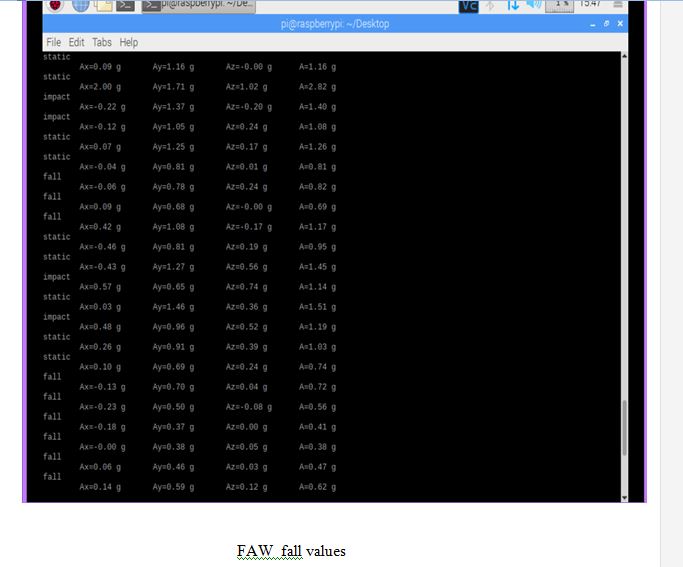 pi@raspberrypi: ~/De...
1 %
15:47
pi@raspberrypi: ~/Desktop
File Edit Tabs Help
static
Ax=0.09 g Ay=1.16 g Az=-0.00 g A=1.16 g
static
Ax=2.00 g Ay=1.71 g Az=1.02 g A=2.82 g
impact
Ax=-0.22 g Ay=1.37 g Az=-0.20 g A=1.40 g
impact
Ax=-0.12 g Ay=1.05 g Az=0.24 g A=1.08 g
static
Ax=0.07 g Ay=1.25 g Az=0.17 g A=1.26 g
static
Ax=-0.04 g Ay=0.81 g Az=0.01 g A=0.81 g
fall
Ax=-0.06 g Ay=0.78 g Az=0.24 g A=0.82 g
fall
Ax=0.09 g Ay=0.68 g Az=-0.00 g A=0.69 g
fall
Ax=0.42 g Ay=1.08 g Az=-0.17 g A=1.17 g
static
Ax=-0.46 g Ay=0.81 g Az=0.19 g A=0.95 g
static
Ax=-0.43 g Ay=1.27 g Az=0.56 g A=1.45 g
impact
Ax=0.57 g Ay=0.65 g Az=0.74 g A=1.14 g
static
Ax=0.03 g Ay=1.46 g Az=0.36 g A=1.51 g
impact
Ax=0.48 g Ay=0.96 g Az=0.52 g A=1.19 g
static
Ax=0.26 g Ay=0.91 g Az=0.39 g A=1.03 g
static
Ax=0.10 g Ay=0.69 g Az=0.24 g A=0.74 g
fall
Ax=-0.13 g Ay=0.70 g Az=0.04 g A=0.72 g
fall
Ax=-0.23 g Ay=0.50 g Az=-0.08 g A=0.56 g
fall
Ax=-0.18 g Ay=0.37 g Az=0.00 g A=0.41 g
fall
Ax=-0.00 g Ay=0.38 g Az=0.05 g A=0.38 g
fall
Ax=0.06 g Ay=0.46 g Az=0.03 g A=0.47 g
fall
Ax=0.14 g Ay=0.59 g Az=0.12 g A=0.62 g
FAW fall values